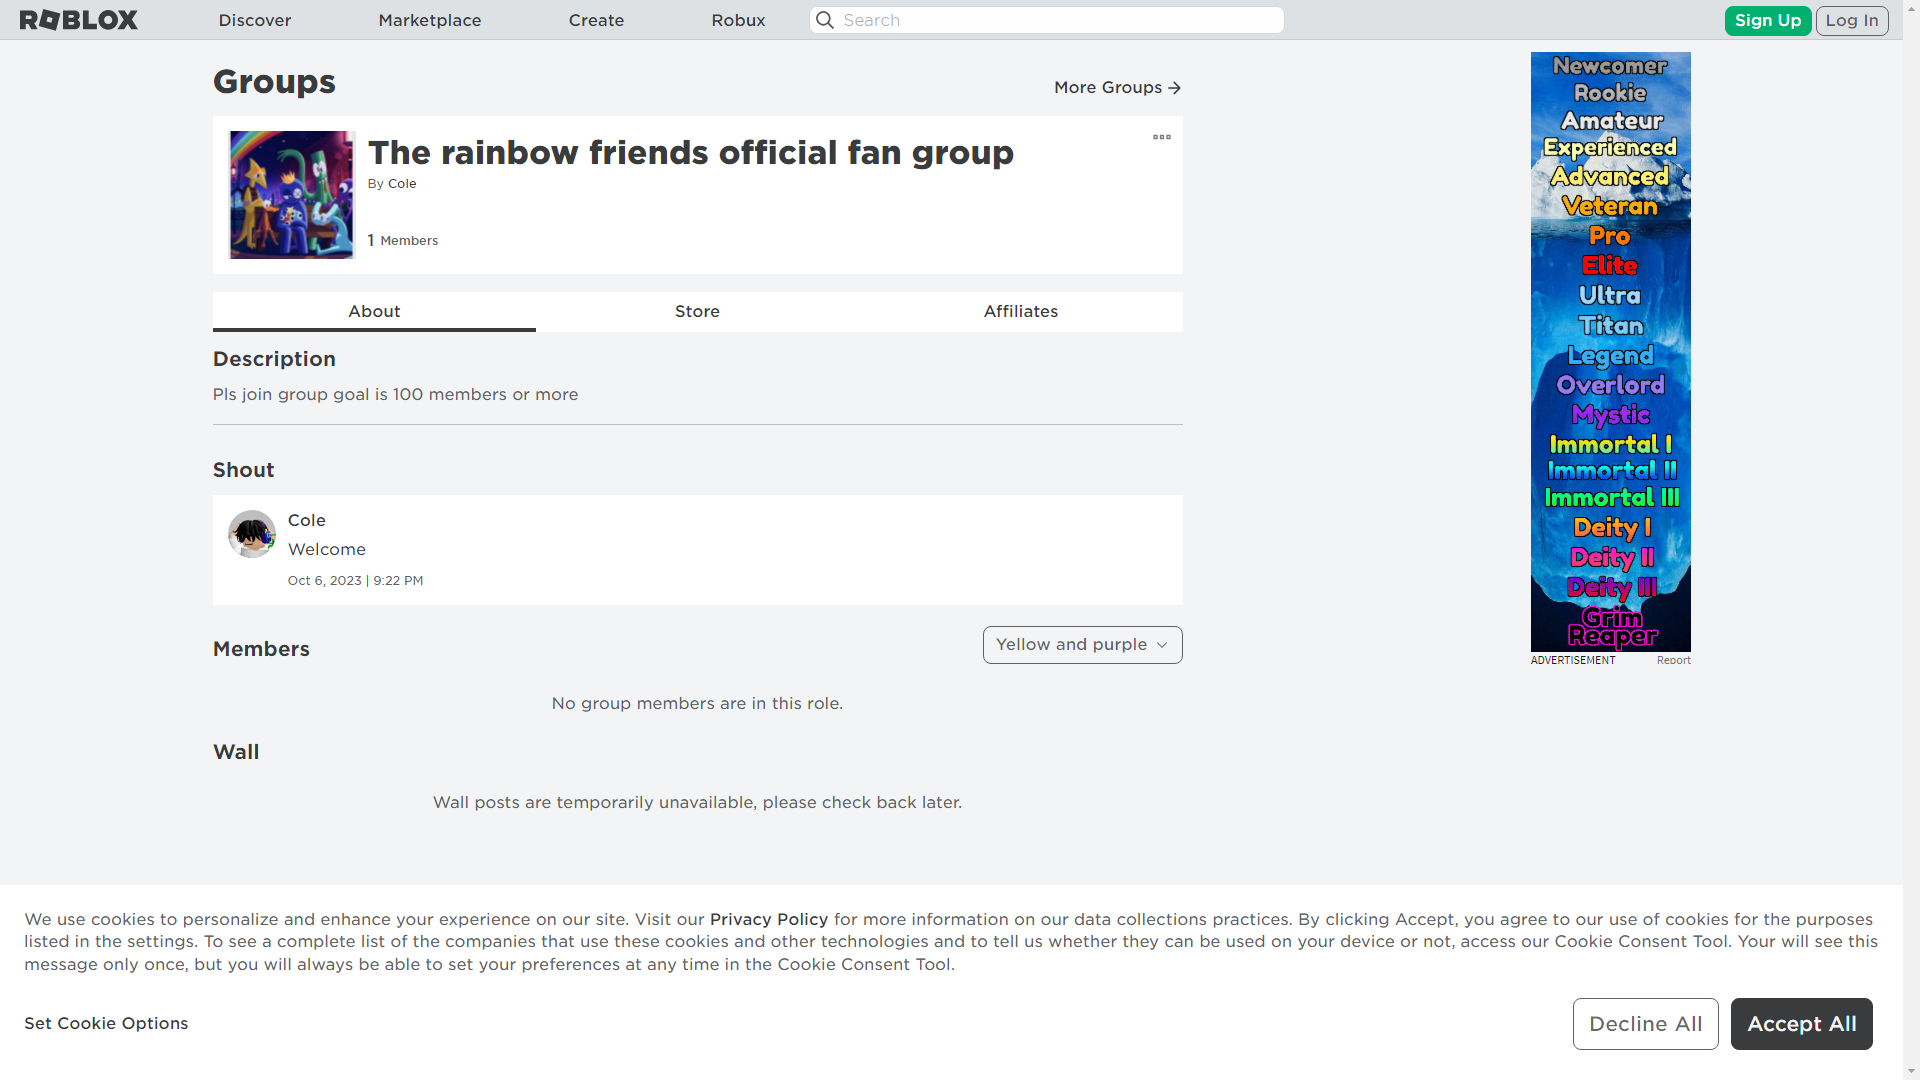 ROBLOX
Discover
Marketplace
Create
Robux
Search
Sign Up
Log In
Groups
More Groups
The rainbow friends official fan group
By Cole
1 Members
About
Store
Affiliates
Description
Pls join group goal is 100 members or more
Shout
Cole
Welcome
Oct 6, 2023 | 9:22 PM
Members
Yellow and purple
No group members are in this role.
Wall
Wall posts are temporarily unavailable, please check back later.
Newcomer
Rookie
Amateur
Experienced
Advanced
Veteran
Pro
Elite
Ultra
Titan
Legend
Overlord
Mystic
Immortal I
Immortal II
Immortal III
Deity I
Deity II
Deity III
Grim
Reaper
ADVERTISEMENT
Report
We use cookies to personalize and enhance your experience on our site. Visit our Privacy Policy for more information on our data collections practices. By clicking Accept, you agree to our use of cookies for the purposes
listed in the settings. To see a complete list of the companies that use these cookies and other technologies and to tell us whether they can be used on your device or not, access our Cookie Consent Tool. Your will see this
message only once, but you will always be able to set your preferences at any time in the Cookie Consent Tool.
Set Cookie Options
Decline All
Accept All